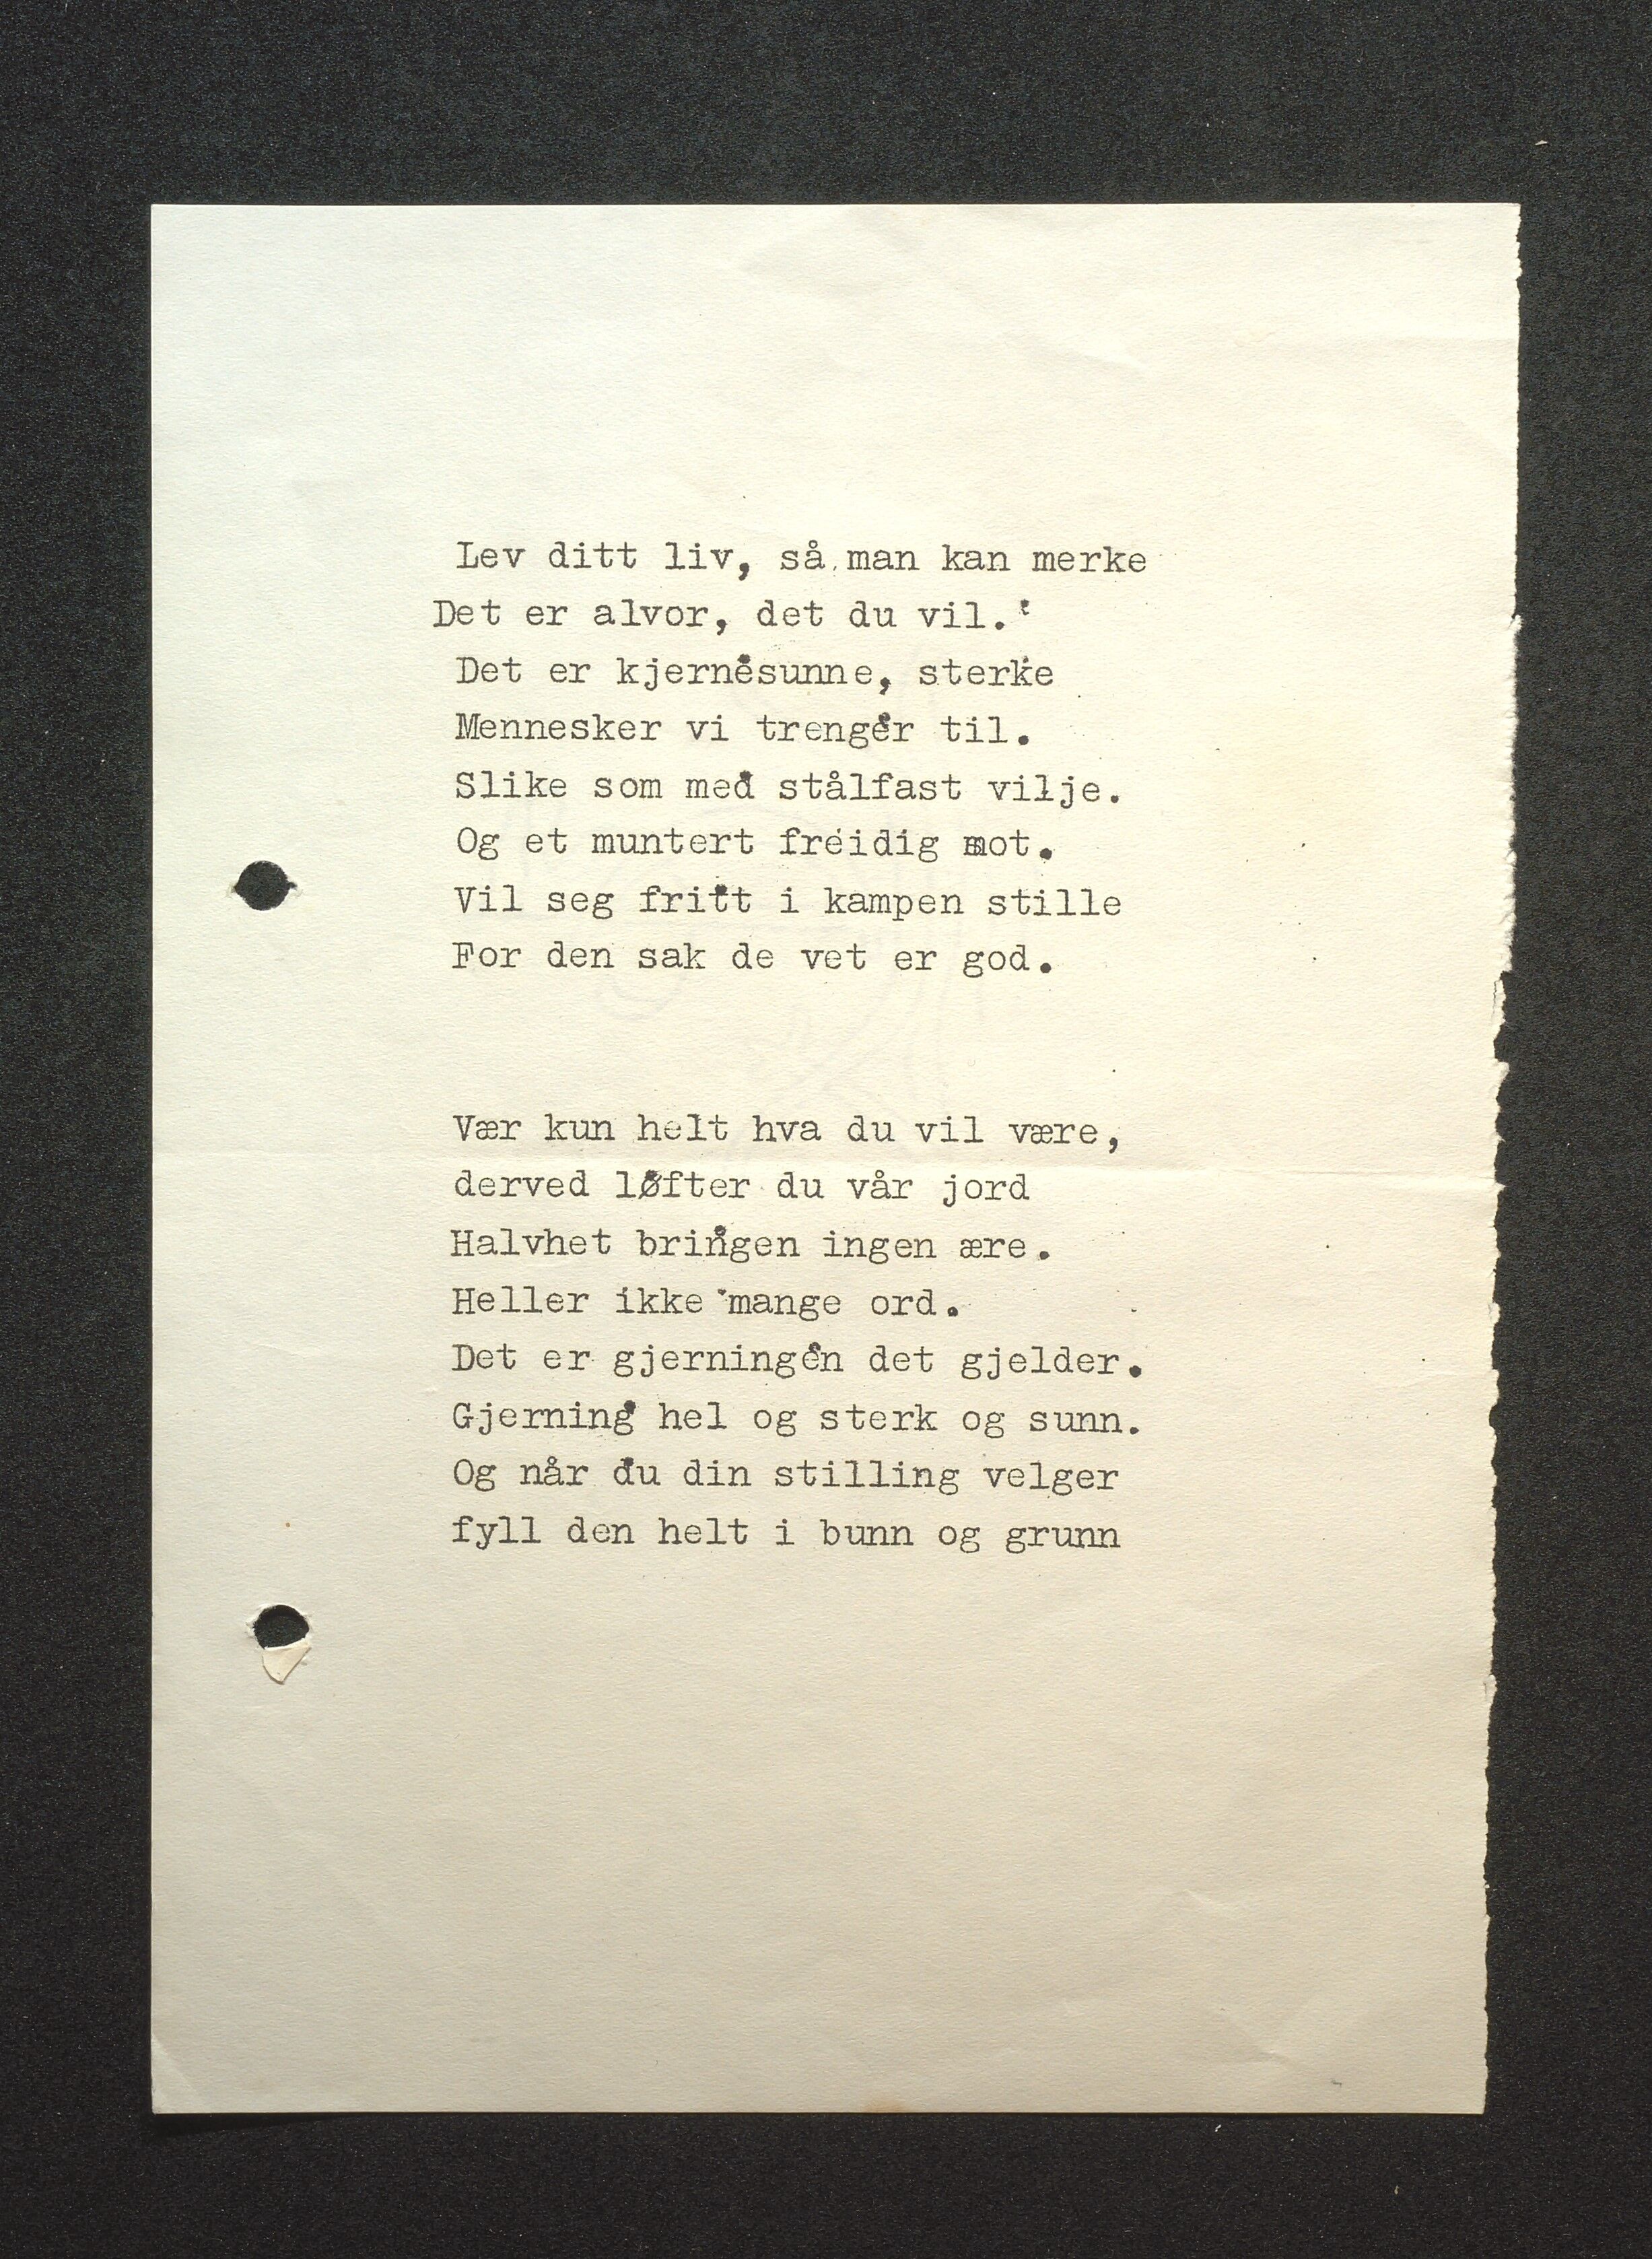 Lev ditt liv, så man kan merke
Det er alvor, det du vil.
Det er kjernesunne, sterke
Mennesker vi trenger til.
Slike som med stålfast vilje.
Og et muntert freidig mot.
Vil seg fritt i kampen stille
For den sak de vet er god.

Vær kun helt hva du vil være,
derved løfter du vår jord
Halvhet bringen ingen ære.
Heller ikke mange ord.
Det er gjerningen det gjelder.
Gjerning hel og sterk og sunn.
Og når du din stilling velger
fyll den helt i bunn og grunn